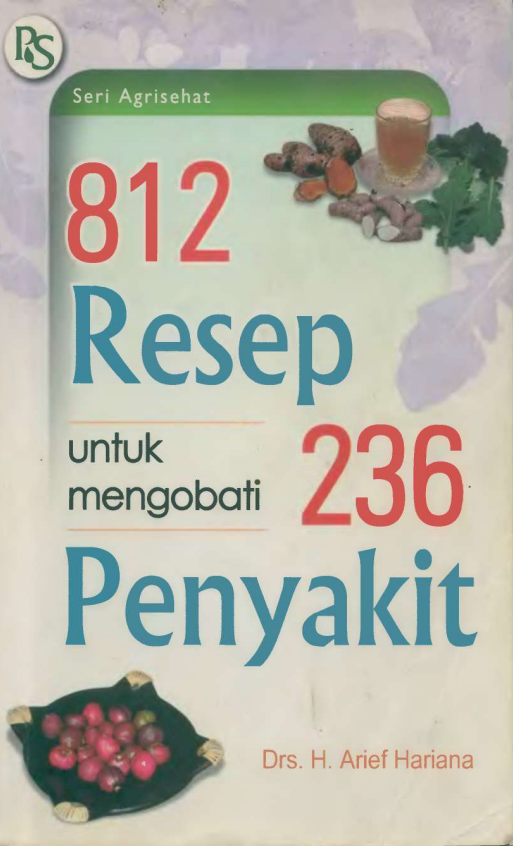 PS
Seri Agrisehat
812
Resep
untuk
mengobati
236
Penyakit
Drs. H. Arief Hariana